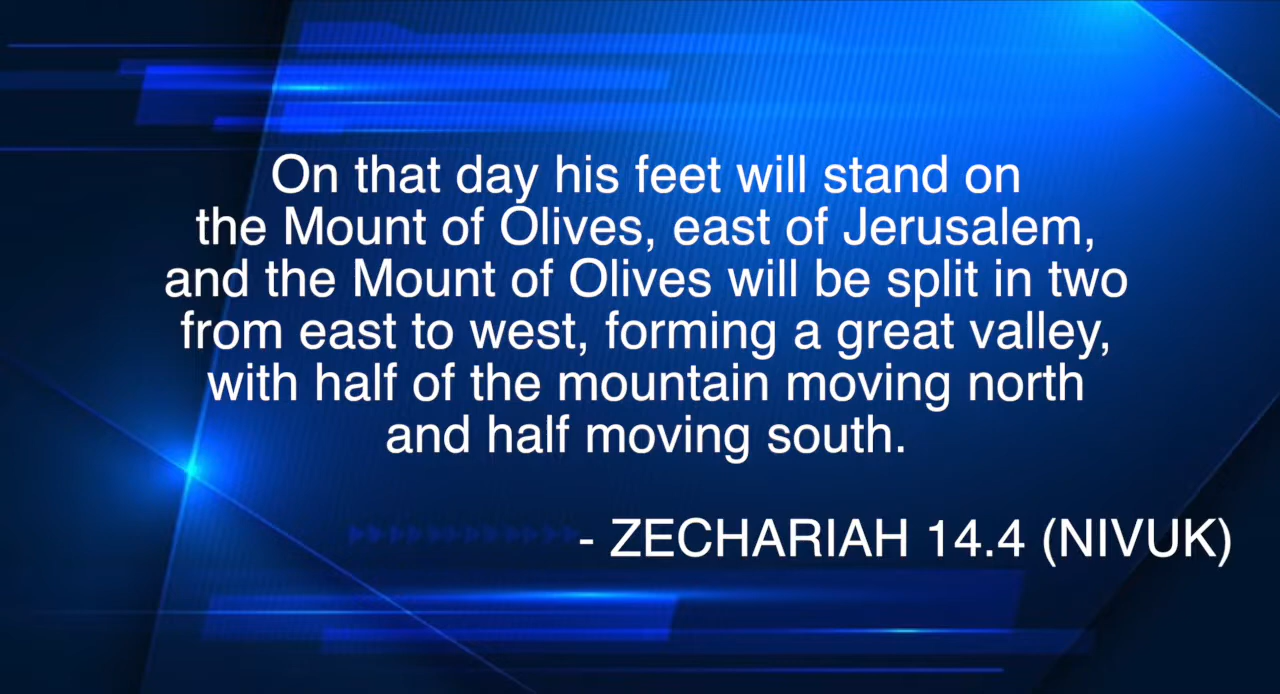 On that day his feet will stand on
the Mount of Olives, east of Jerusalem,
and the Mount of Olives will be split in two
from east to west, forming a great valley,
with half of the mountain moving north
and half moving south.
- ZECHARIAH 14.4 (NIVUK)